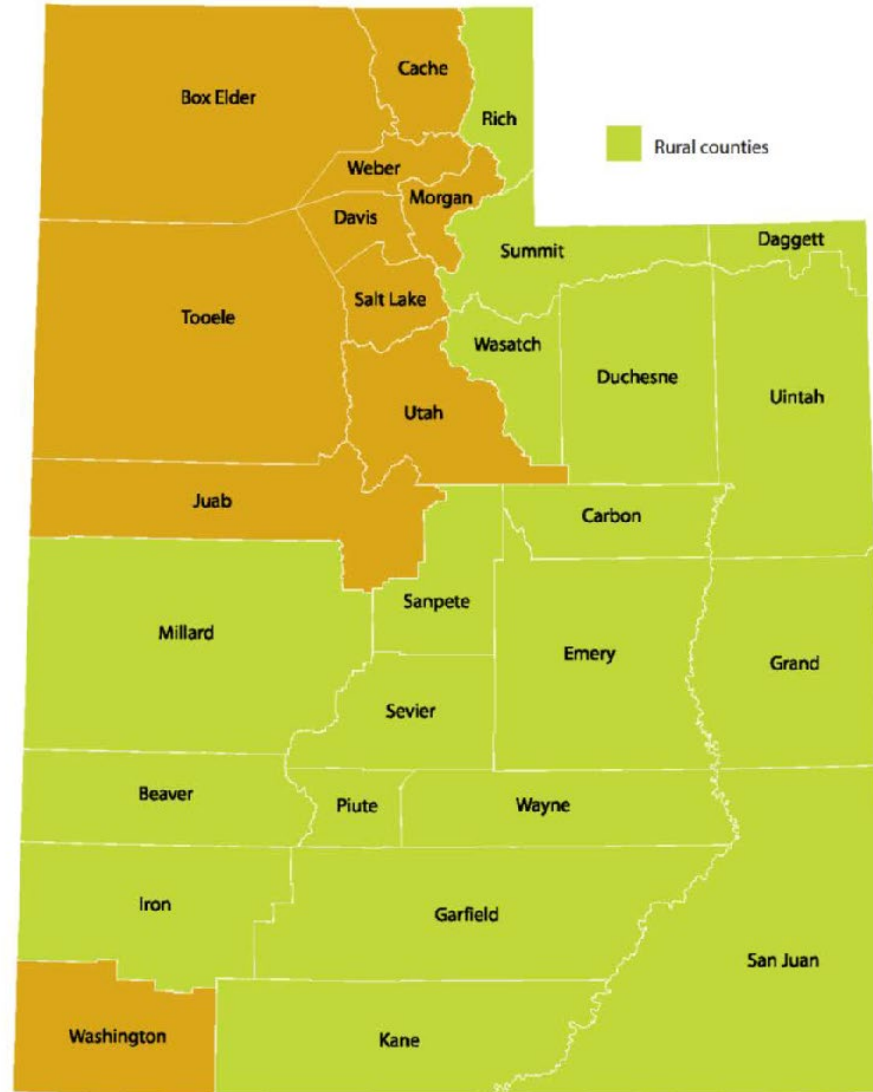 Cache
Box Elder
Rich
Rural counties
Weber
Morgan
Davis
Summit
Daggett
Salt Lake
Tooele
Wasatch
Duchesne
Uintah
Utah
Juab
Carbon
Sanpete
Millard
Emery
Grand
Sevier
Beaver
Piute
Wayne
Iron
Garfield
San Juan
Washington
Kane